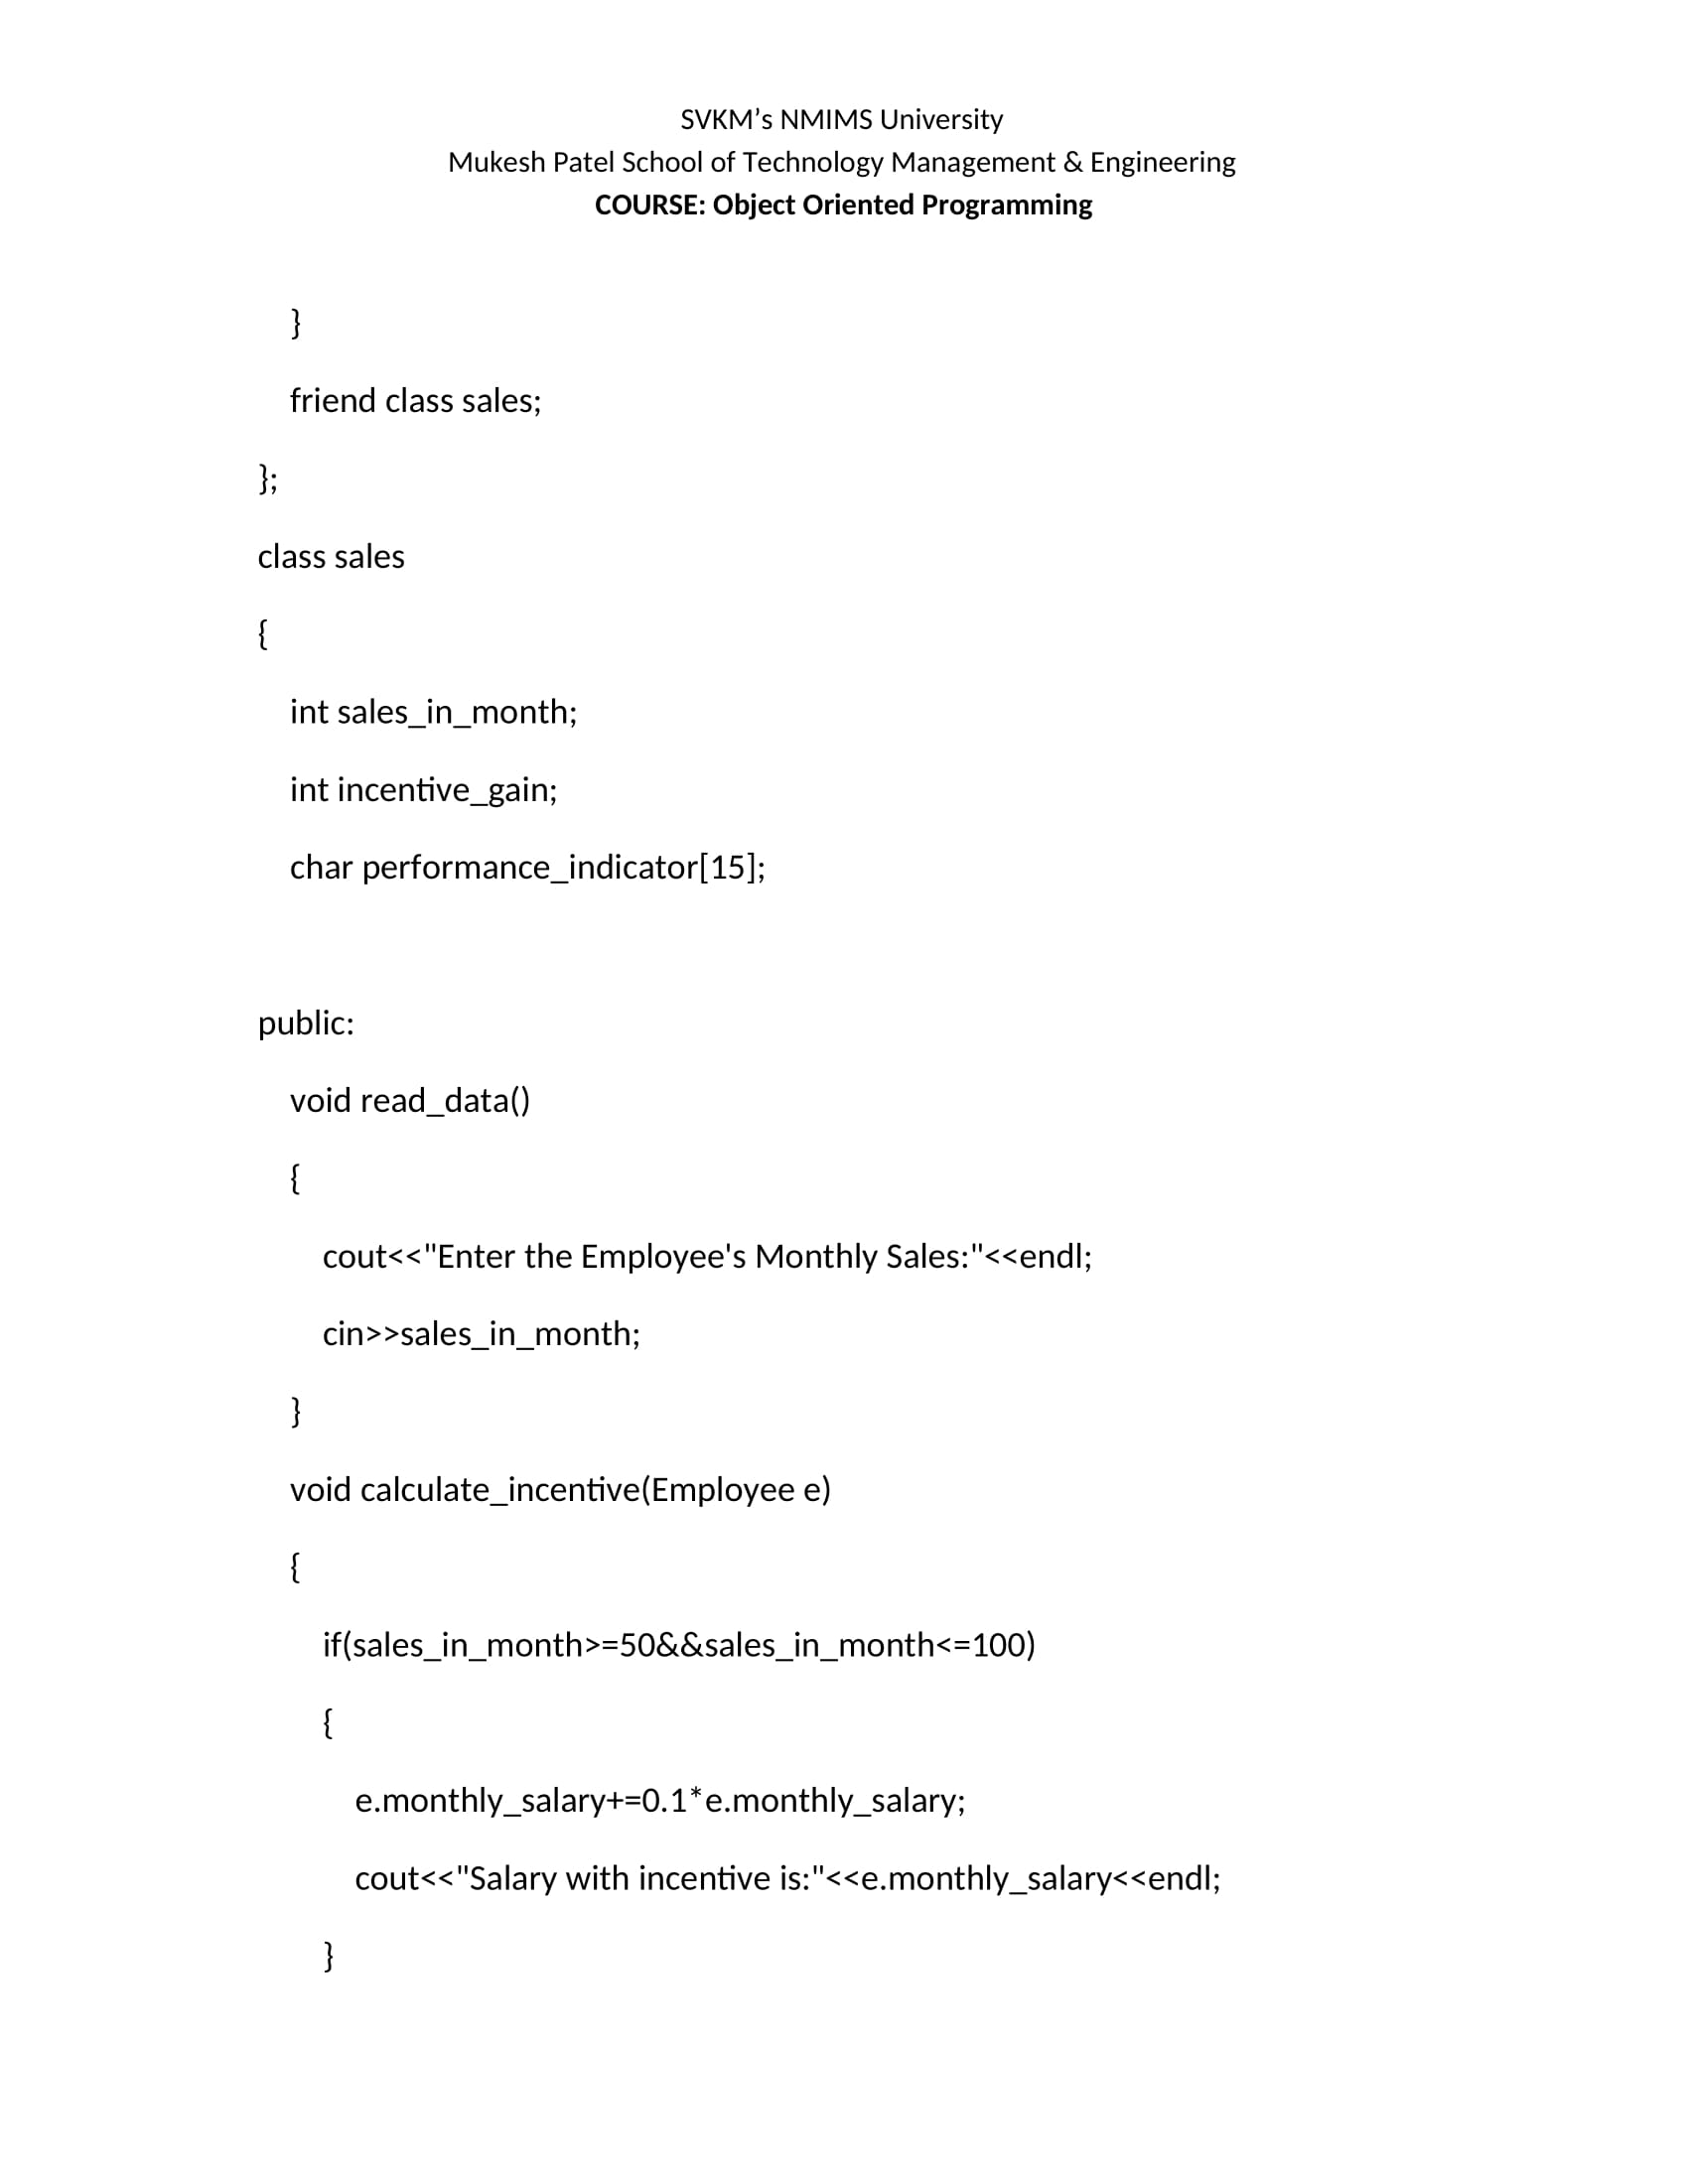 SVKM’s NMIMS University
Mukesh Patel School of Technology Management & Engineering
COURSE: Object Oriented Programming
}
friend class sales;
};
class sales
{
int sales_in_month;
int incentive_gain;
char performance_indicator[15];
public:
void read_data()
{
cout<<"Enter the Employee's Monthly Sales:"<<endl;
cin>>sales_in_month;
}
void calculate_incentive(Employee e)
{
if(sales_in_month>=50&&sales_in_month<=100)
{
e.monthly_salary+=0.1*e.monthly_salary;
cout<<"Salary with incentive is:"<<e.monthly_salary<<endl;
}